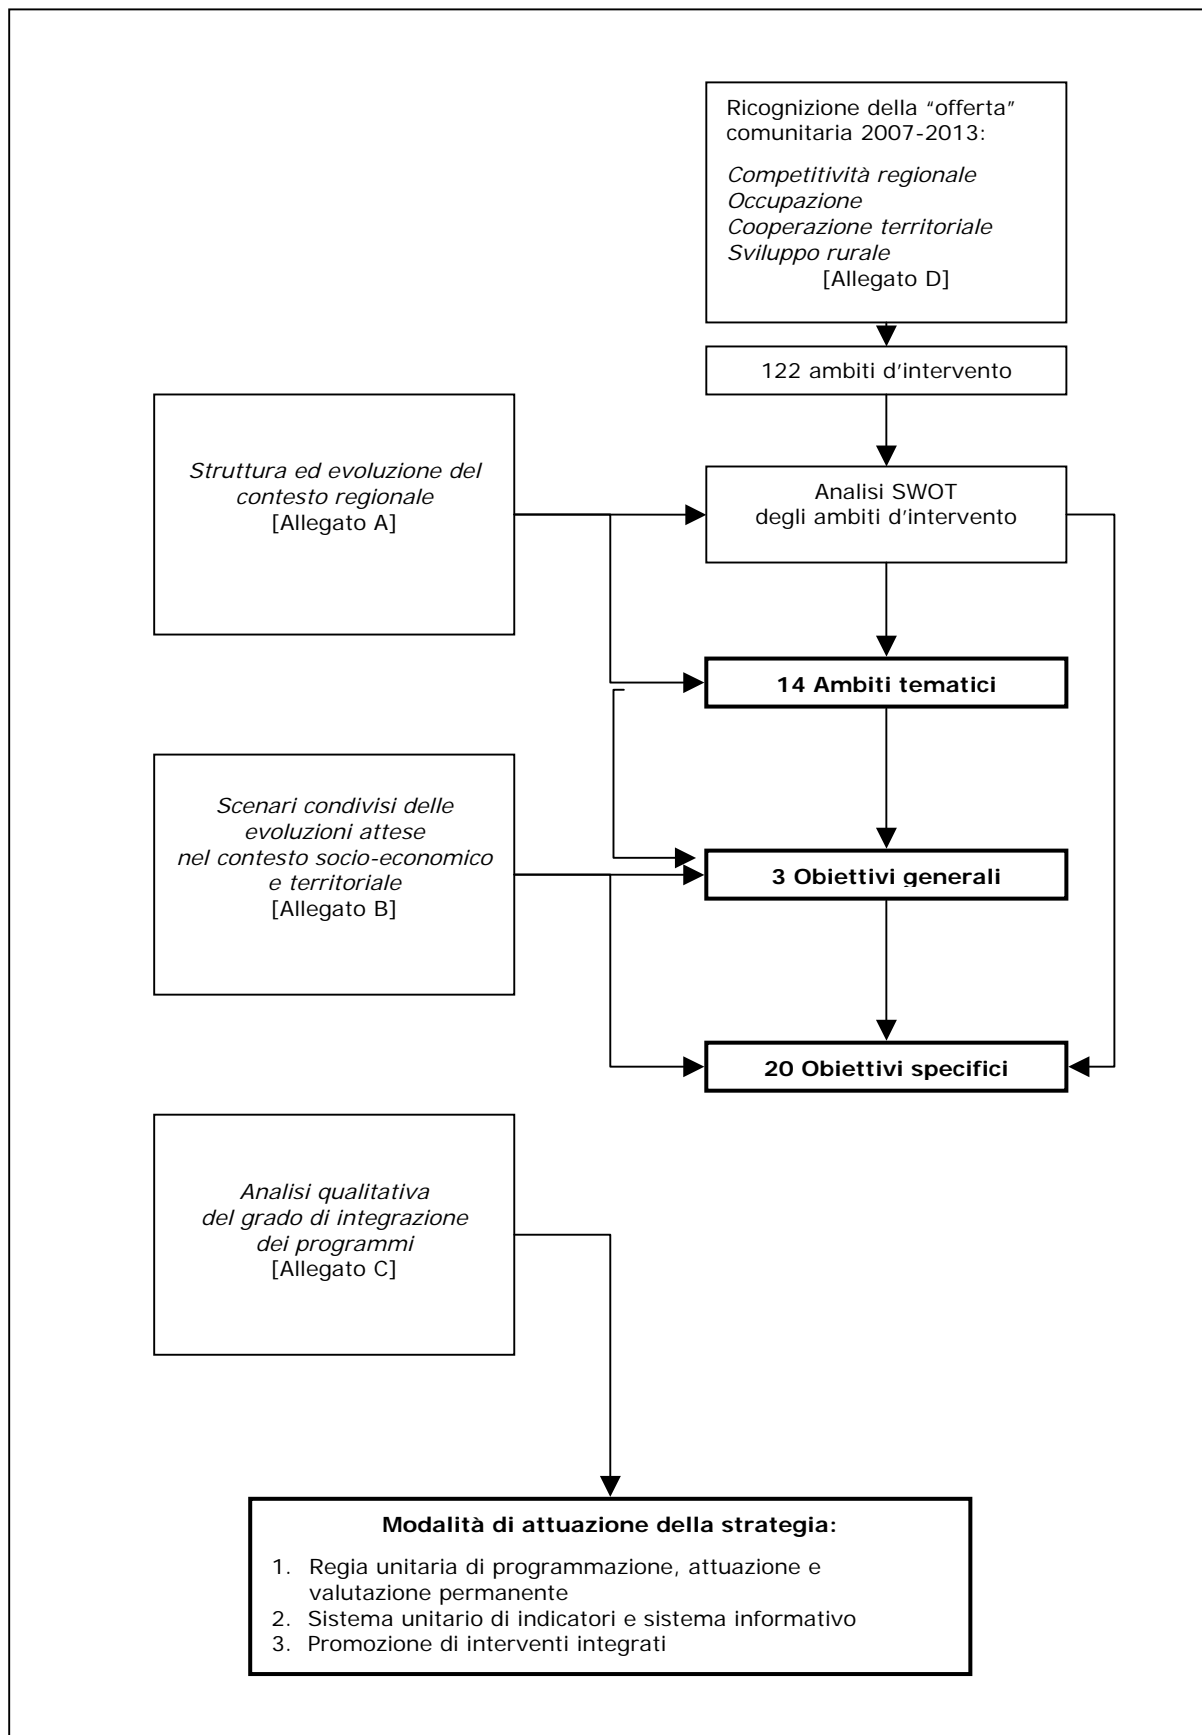 Ricognizione della “offerta”
comunitaria 2007-2013:
Competitività regionale
Occupazione
Cooperazione territoriale
Sviluppo rurale
[Allegato D]
122 ambiti d’intervento
Struttura ed evoluzione del
contesto regionale
[Allegato A]
Analisi SWOT
degli ambiti d’intervento
14 Ambiti tematici
Scenari condivisi delle
evoluzioni attese
nel contesto socio-economico
e territoriale
[Allegato B]
3 Obiettivi generali
20 Obiettivi specifici
Analisi qualitativa
del grado di integrazione
dei programmi
[Allegato C]
Modalità di attuazione della strategia:
1. Regia unitaria di programmazione, attuazione e
valutazione permanente
2. Sistema unitario di indicatori e sistema informativo
3. Promozione di interventi integrati